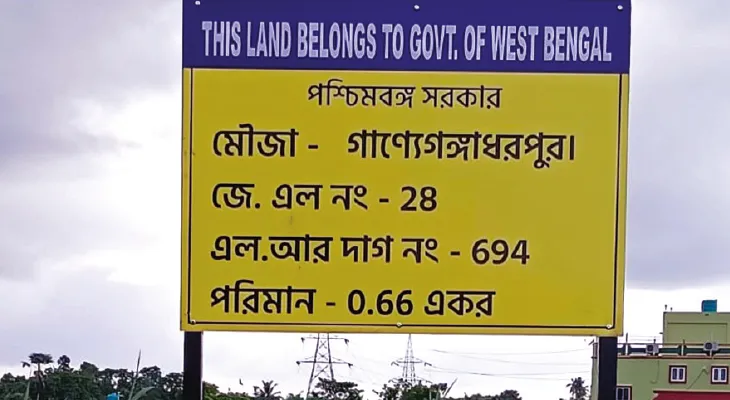 THIS LAND BELONGS TO GOVT. OF WEST BENGAL
পশ্চিমবঙ্গ সরকার
মৌজা - গাণ্যেগঙ্গাধরপুর।
জে. এল নং - 28
এল.আর দাগ নং - 694
পরিমান - 0.66 একর